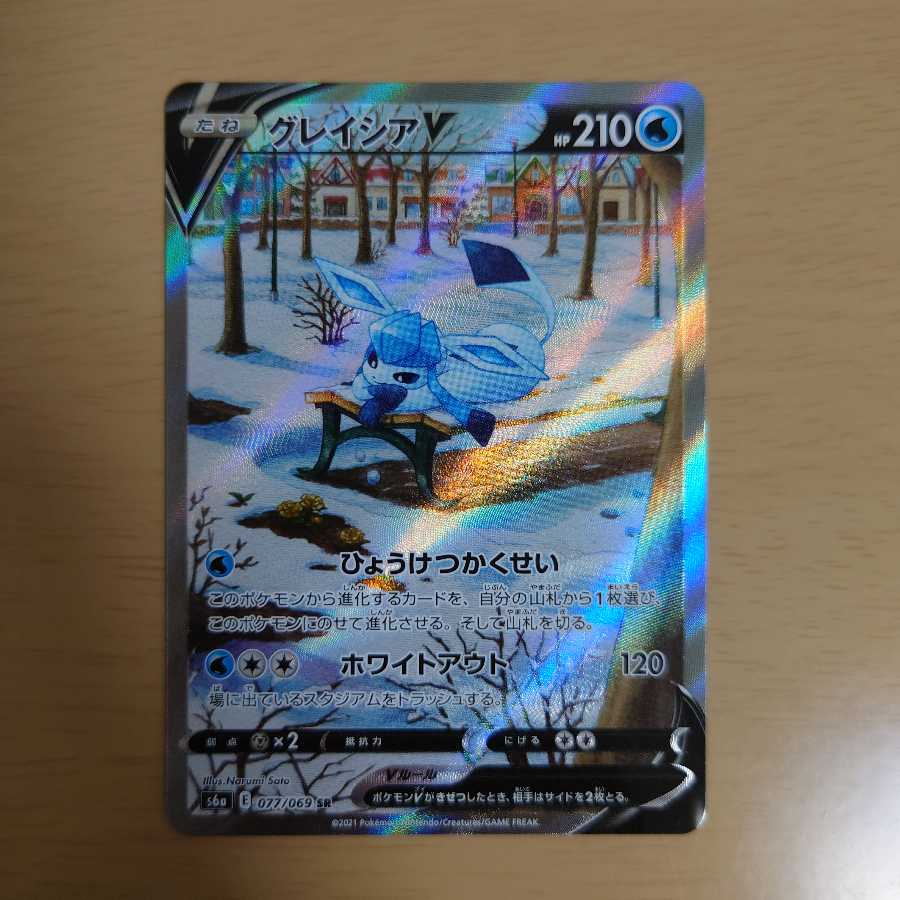 たね グレイシアV HP 210
ひょうけつかくせい
このポケモンから進化するカードを、自分の山札から1枚選び、
このポケモンにのせて進化させる。そして山札を切る。
ホワイトアウト 120
場に出ているスタジアムをトラッシュする。
弱点 ×2 抵抗力 にげる
Illus. Narumi Sato
Vルール
s6a E 077/069 SR
ポケモンVがきぜつしたとき、相手はサイドを2枚とる。
©2021 Pokémon/Nintendo/Creatures/GAME FREAK.